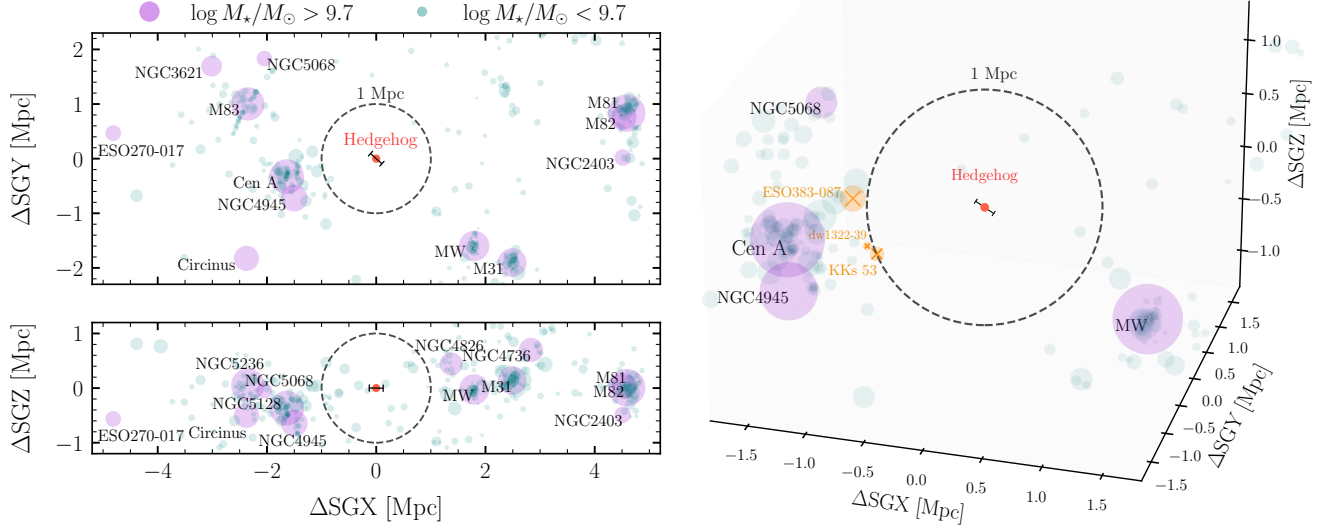 log M⋆/M⊙ > 9.7
log M⋆/M⊙ < 9.7
2
1
0
−1
−2
ΔSGY [Mpc]
NGC3621
NGC5068
M83
ESO270-017
Cen A
NGC4945
Circinus
1 Mpc
Hedgehog
MW
M31
M81
M82
NGC2403
1
0
−1
ΔSGZ [Mpc]
NGC5236
NGC5068
NGC5128
ESO270-017
Circinus
NGC4945
NGC4826
NGC4736
MW
M31
M81
M82
NGC2403
−4
−2
0
2
4
ΔSGX [Mpc]
1 Mpc
NGC5068
Hedgehog
ESO383-087
dw1322-39
KKs 53
Cen A
NGC4945
MW
1.0
0.5
0.0
−0.5
−1.0
ΔSGZ [Mpc]
1.5
1.0
0.5
0.0
−0.5
−1.0
−1.5
ΔSGY [Mpc]
−1.5
−1.0
−0.5
0.0
0.5
1.0
1.5
ΔSGX [Mpc]